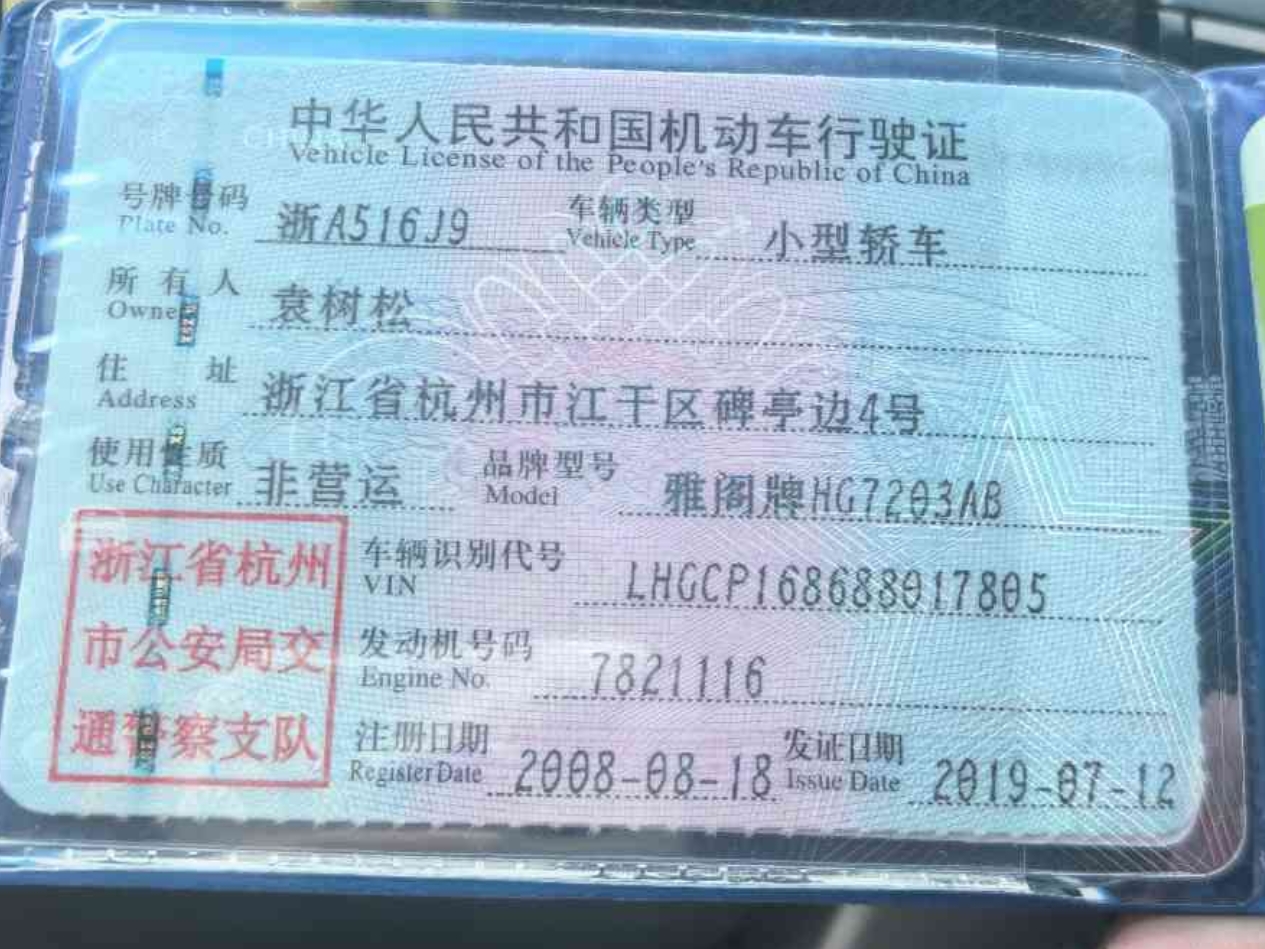 中华人民共和国机动车行驶证
Vehicle License of the People's Republic of China
号牌号码 浙A516J9 车辆类型 小型轿车
Plate No. Vehicle Type
所有人 袁树松
Owner
住址 浙江省杭州市江干区碑亭边4号
Address
使用性质 非营运 品牌型号 雅阁牌HG7203AB
Use Character Model
浙江省杭州
市公安局交
通警察支队
车辆识别代号 LHGCP168688017805
VIN
发动机号码 7821116
Engine No.
注册日期 2008-08-18 发证日期 2019-07-12
Register Date Issue Date